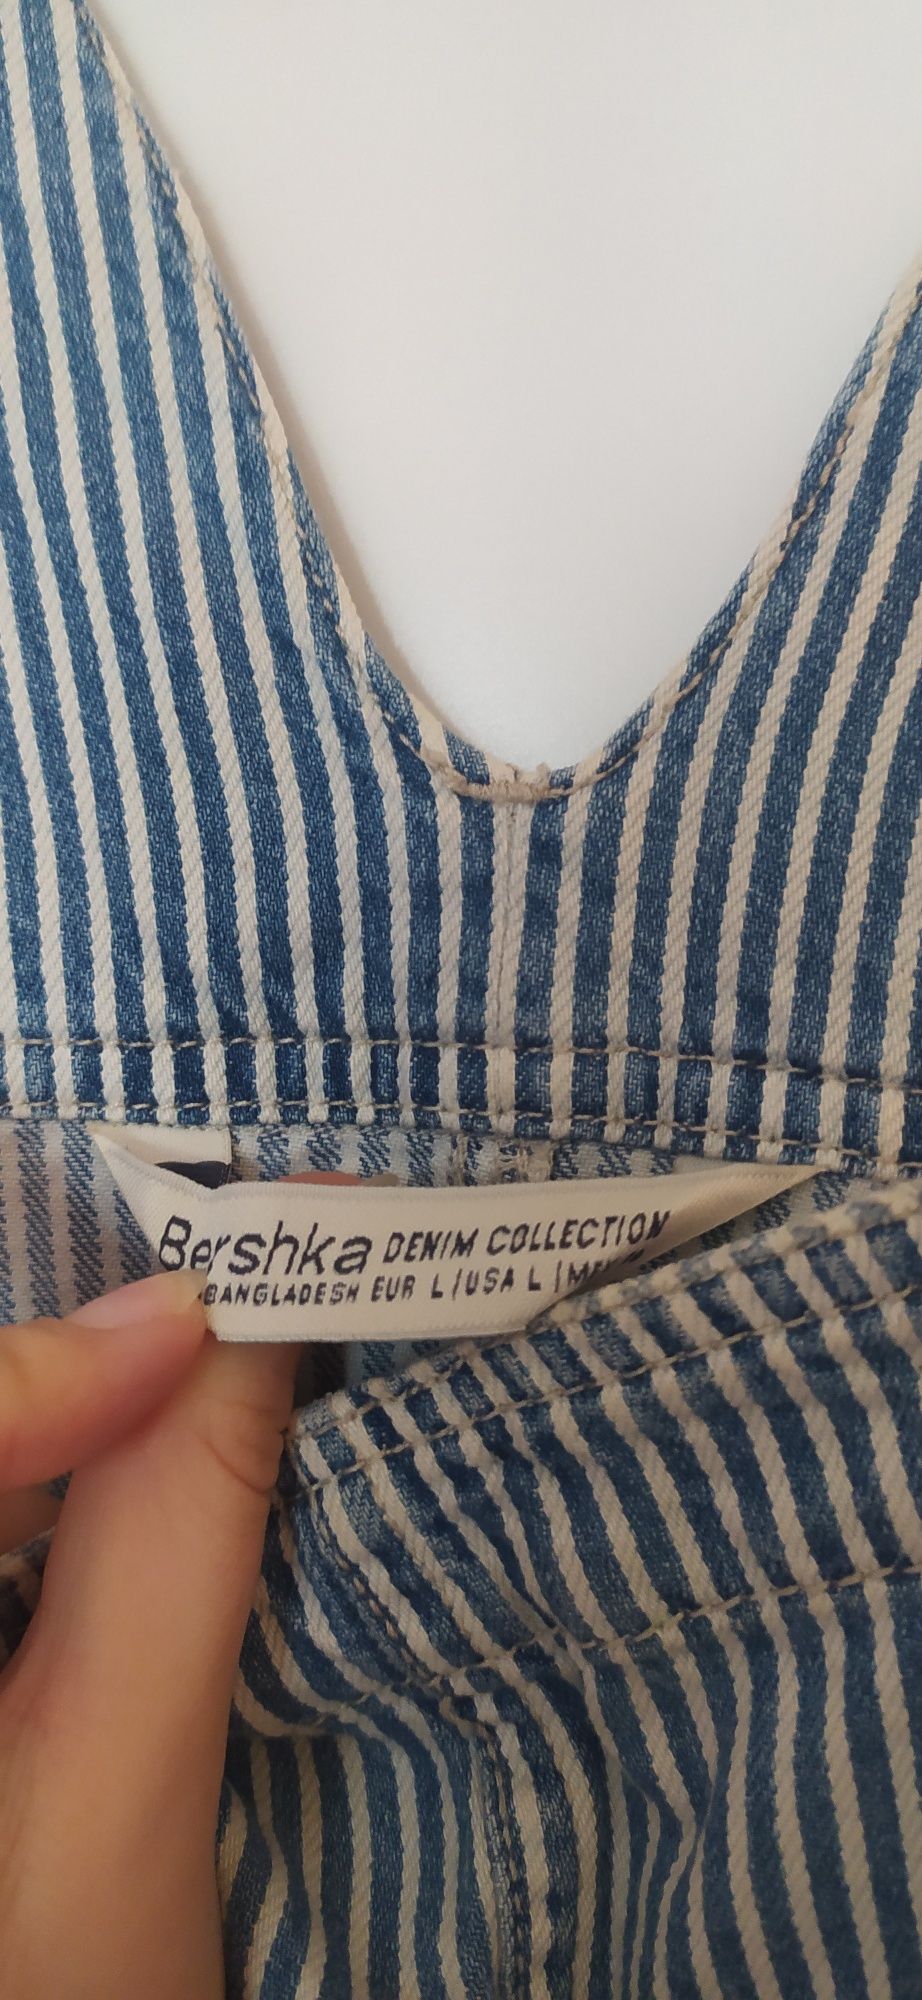 Bershka DENIM COLLECTION
BANGLADESH EUR L | USA L |